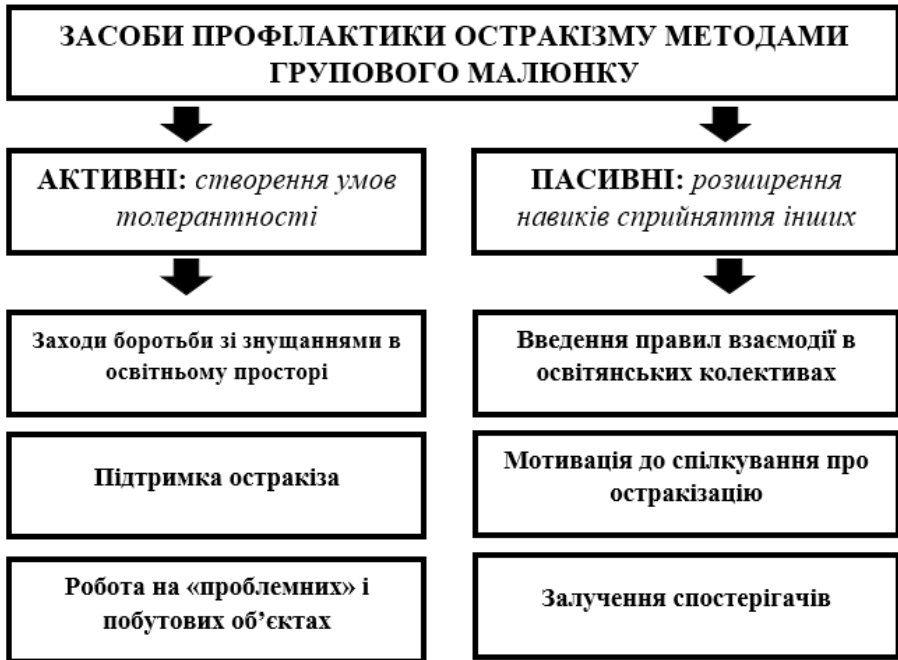 ЗАСОБИ ПРОФІЛАКТИКИ ОСТРАКІЗМУ МЕТОДАМИ
ГРУПОВОГО МАЛЮНКУ
АКТИВНІ: створення умов
толерантності
ПАСИВНІ: розширення
навиків сприйняття інших
Заходи боротьби зі знущаннями в
освітньому просторі
Введення правил взаємодії в
освітянських колективах
Підтримка остракіза
Мотивація до спілкування про
остракізацію
Робота на «проблемних» і
побутових об’єктах
Залучення спостерігачів